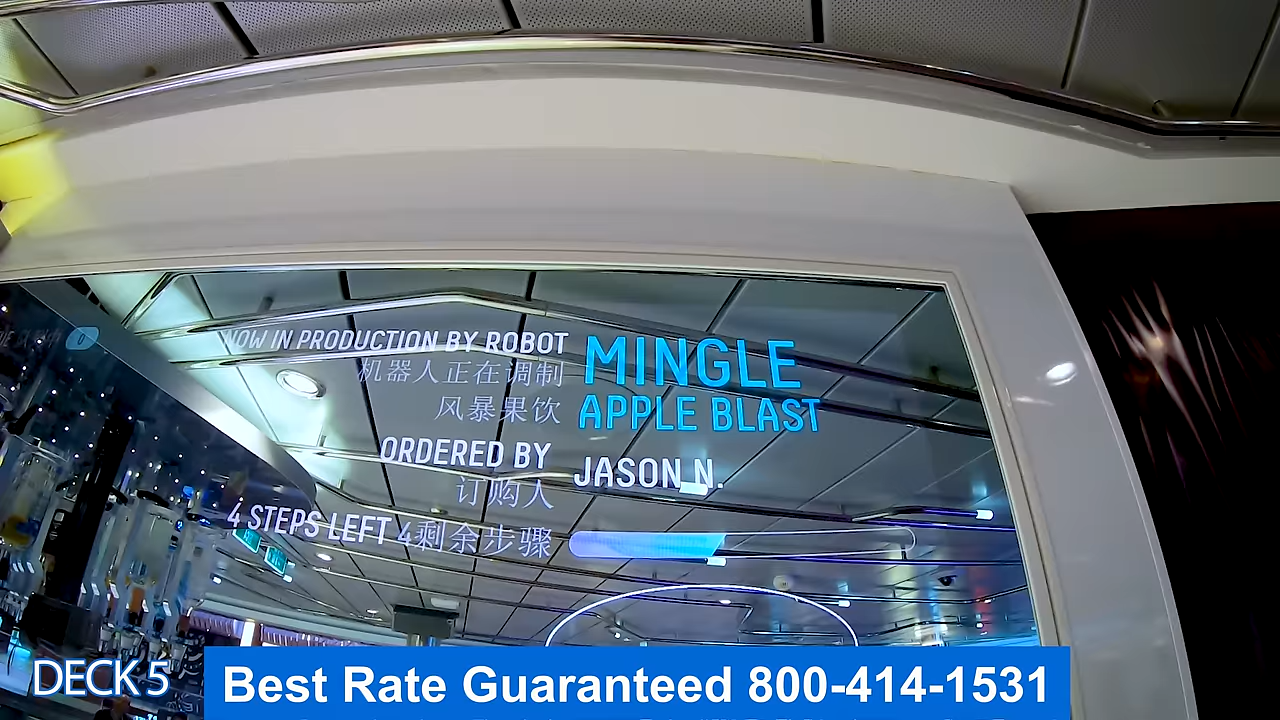 NOW IN PRODUCTION BY ROBOT
机器人正在调制
风暴果饮
MINGLE
APPLE BLAST
ORDERED BY JASON N.
订购人
4 STEPS LEFT 4剩余步骤
DECK 5
Best Rate Guaranteed 800-414-1531